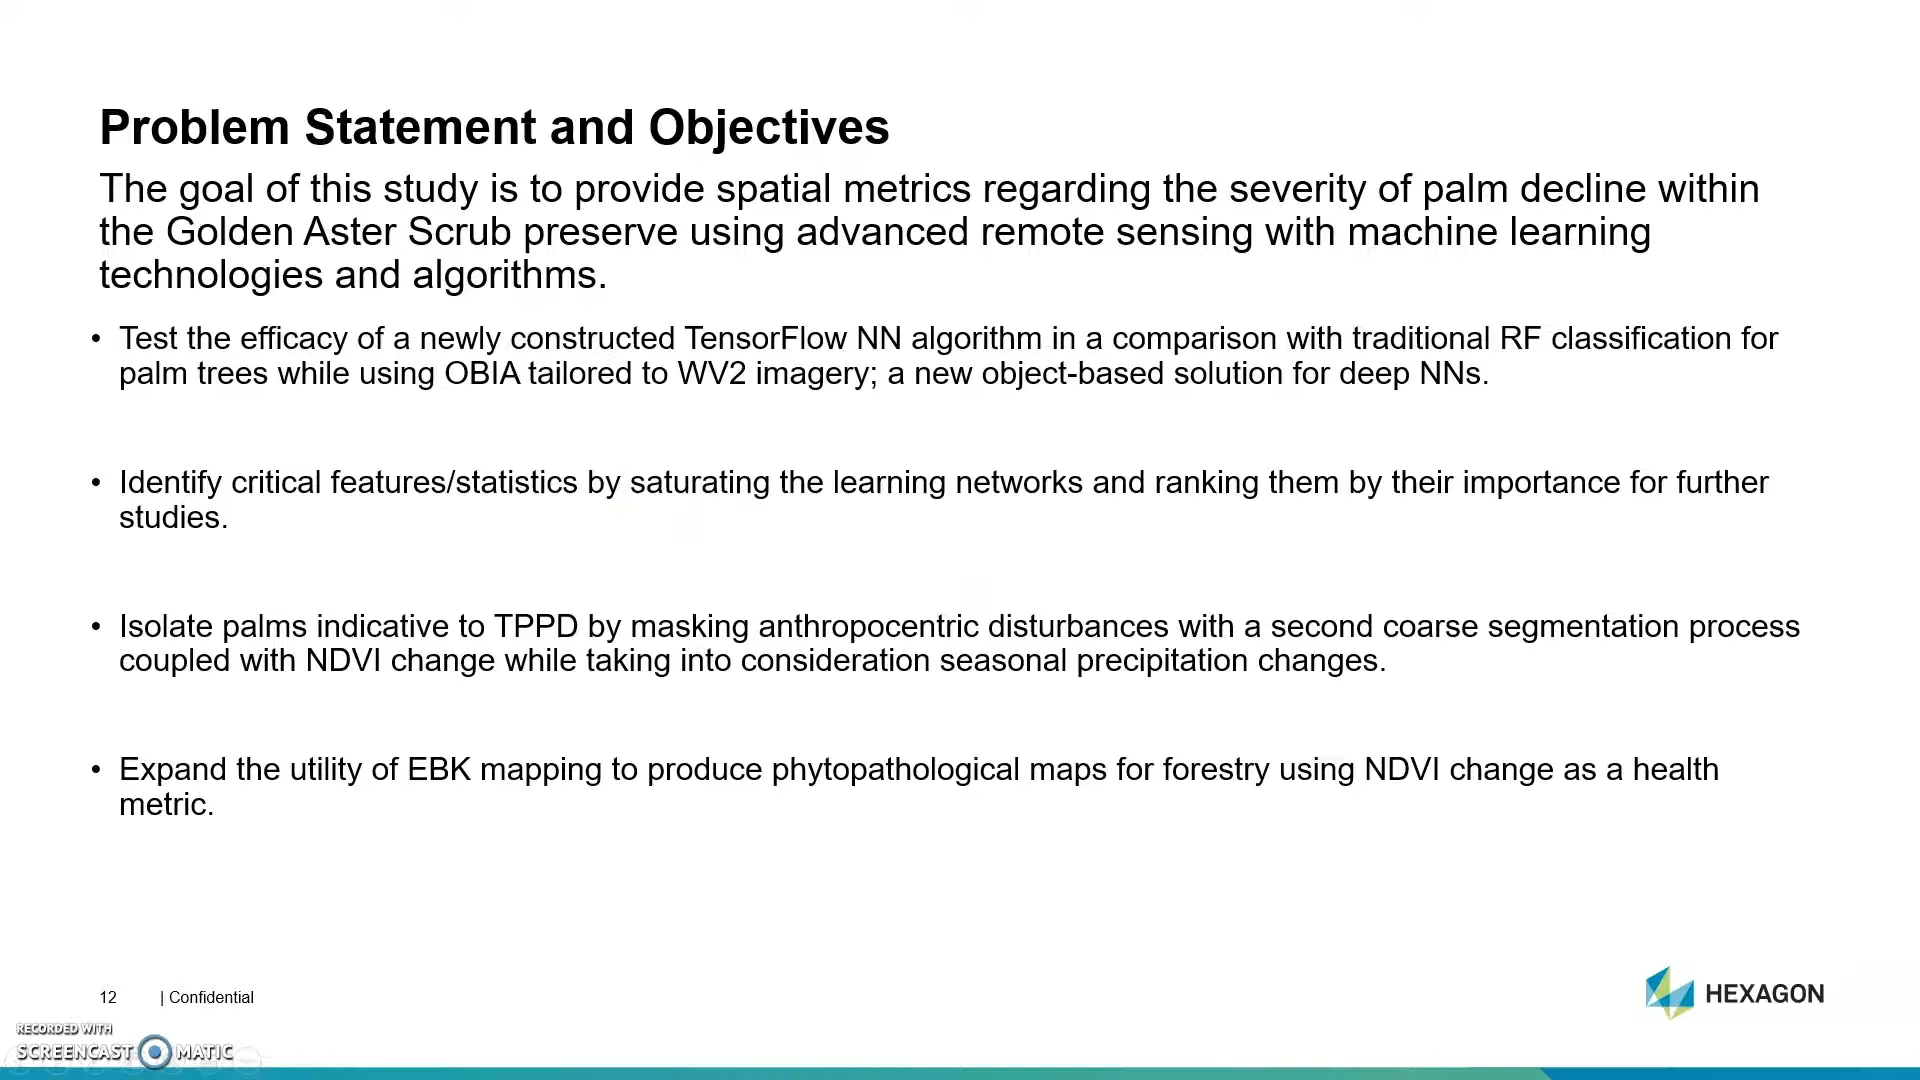 Problem Statement and Objectives
The goal of this study is to provide spatial metrics regarding the severity of palm decline within
the Golden Aster Scrub preserve using advanced remote sensing with machine learning
technologies and algorithms.
• Test the efficacy of a newly constructed TensorFlow NN algorithm in a comparison with traditional RF classification for
palm trees while using OBIA tailored to WV2 imagery; a new object-based solution for deep NNs.
• Identify critical features/statistics by saturating the learning networks and ranking them by their importance for further
studies.
• Isolate palms indicative to TPPD by masking anthropocentric disturbances with a second coarse segmentation process
coupled with NDVI change while taking into consideration seasonal precipitation changes.
• Expand the utility of EBK mapping to produce phytopathological maps for forestry using NDVI change as a health
metric.
12 | Confidential
HEXAGON
RECORDED WITH
SCREENCAST MATIC